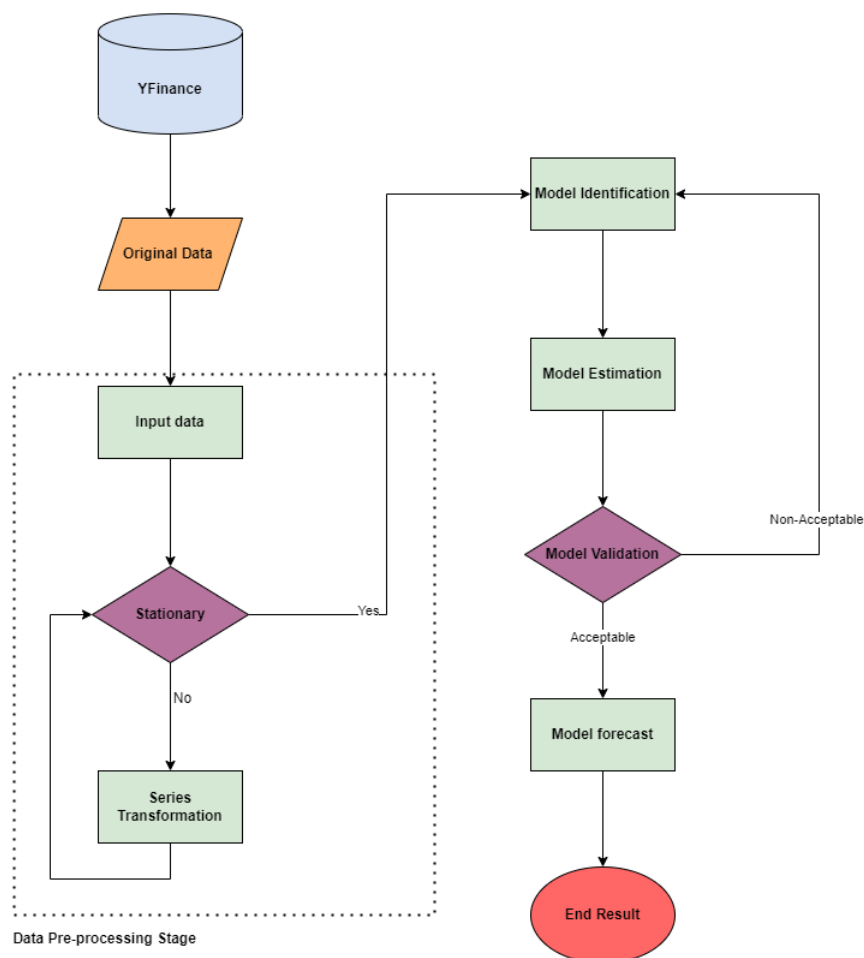 YFinance
Original Data
Input data
Stationary
Yes
No
Series
Transformation
Data Pre-processing Stage
Model Identification
Model Estimation
Model Validation
Non-Acceptable
Acceptable
Model forecast
End Result